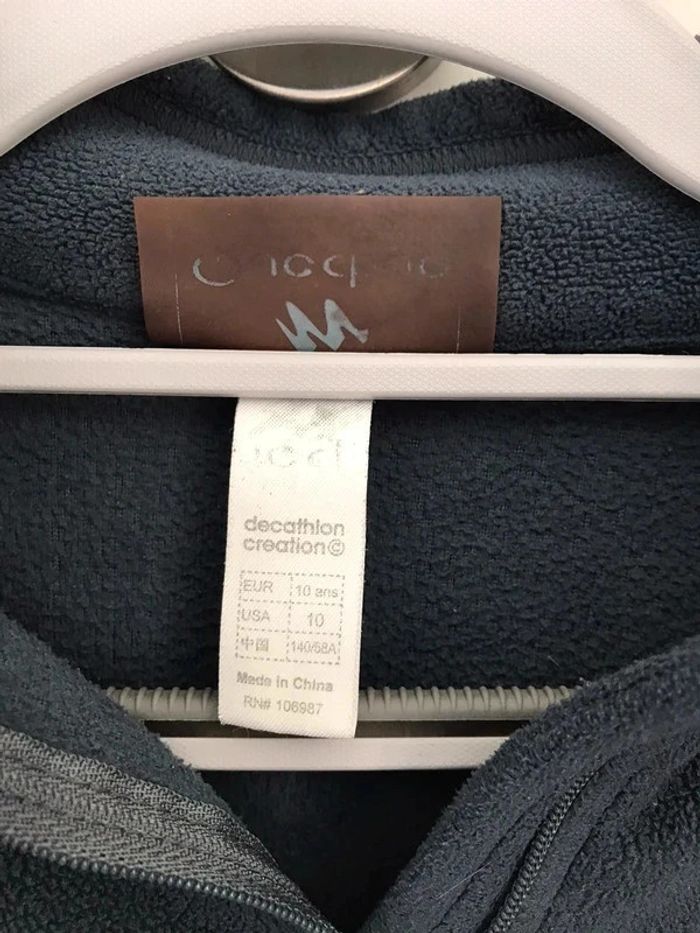 decathlon
creation©
EUR 10 ans
USA 10
中国 140/68A
Made in China
RN# 106987